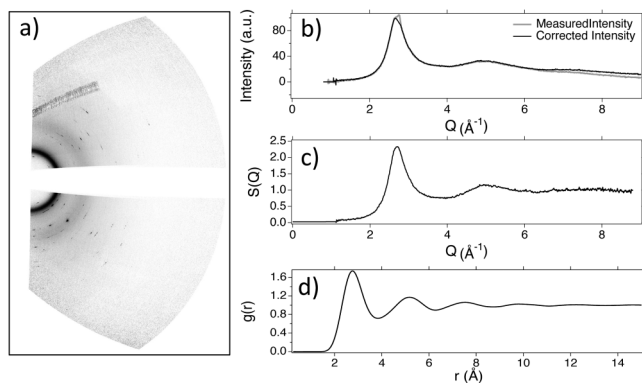 a)
b)
Intensity (a.u.)
80
40
0
MeasuredIntensity
Corrected Intensity
0 2 4 6 8
Q (Å⁻¹)
c)
S(Q)
2.5
2.0
1.5
1.0
0.5
0.0
0 2 4 6 8
Q (Å⁻¹)
d)
g(r)
1.6
1.2
0.8
0.4
0.0
2 4 6 8 10 12 14
r (Å)